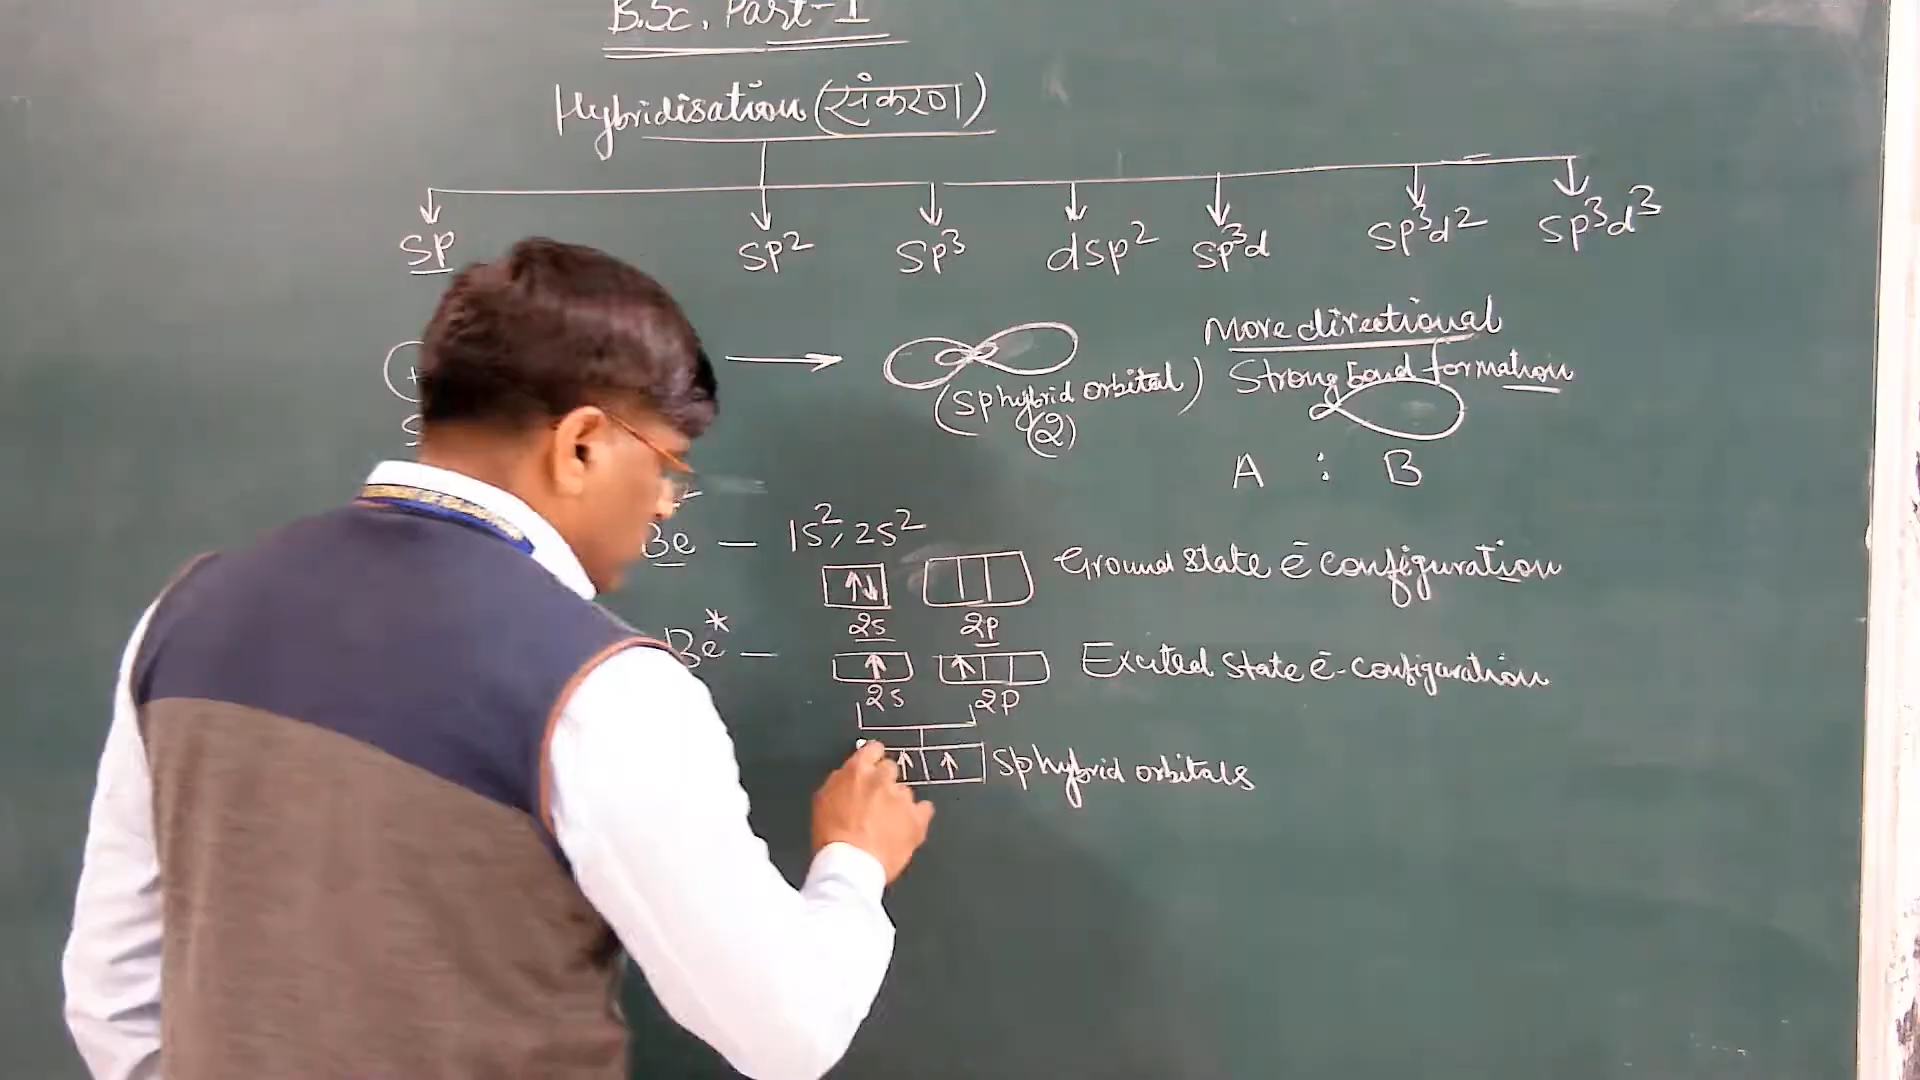 B.Sc. Part-I
Hybridisation (संकरण)
sp sp² sp³ dsp² sp³d sp³d² sp³d³
+
S
More directional
(sp hybrid orbital) Strong bond formation
(2)
A : B
Be — 1s², 2s²
↑↓ Ground state ē configuration
2s 2p
Be* — ↑ ↑ Excited state ē-configuration
2s 2p
↑ ↑ sp hybrid orbitals